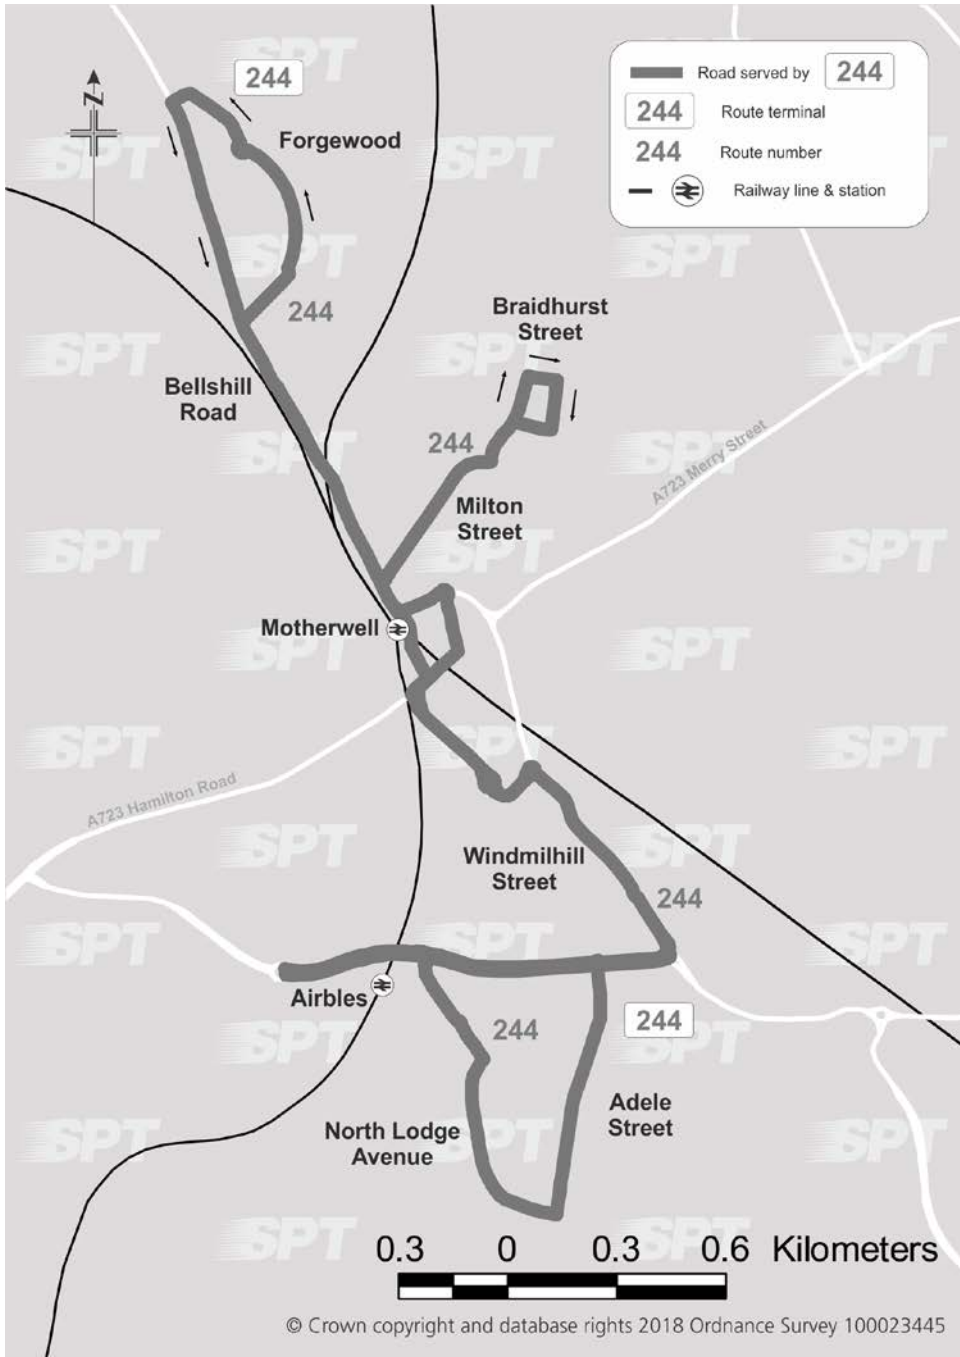 244
Road served by 244
244 Route terminal
244 Route number
Railway line & station
N
Forgewood
244
Braidhurst
Street
Bellshill
Road
244
A723 Merry Street
Milton
Street
Motherwell
A723 Hamilton Road
Windmilhill
Street
244
Airbles
244
244
Adele
Street
North Lodge
Avenue
0.3 0 0.3 0.6 Kilometers
© Crown copyright and database rights 2018 Ordnance Survey 100023445
SPT